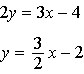 2y = 3x - 4
y = 3/2 x - 2